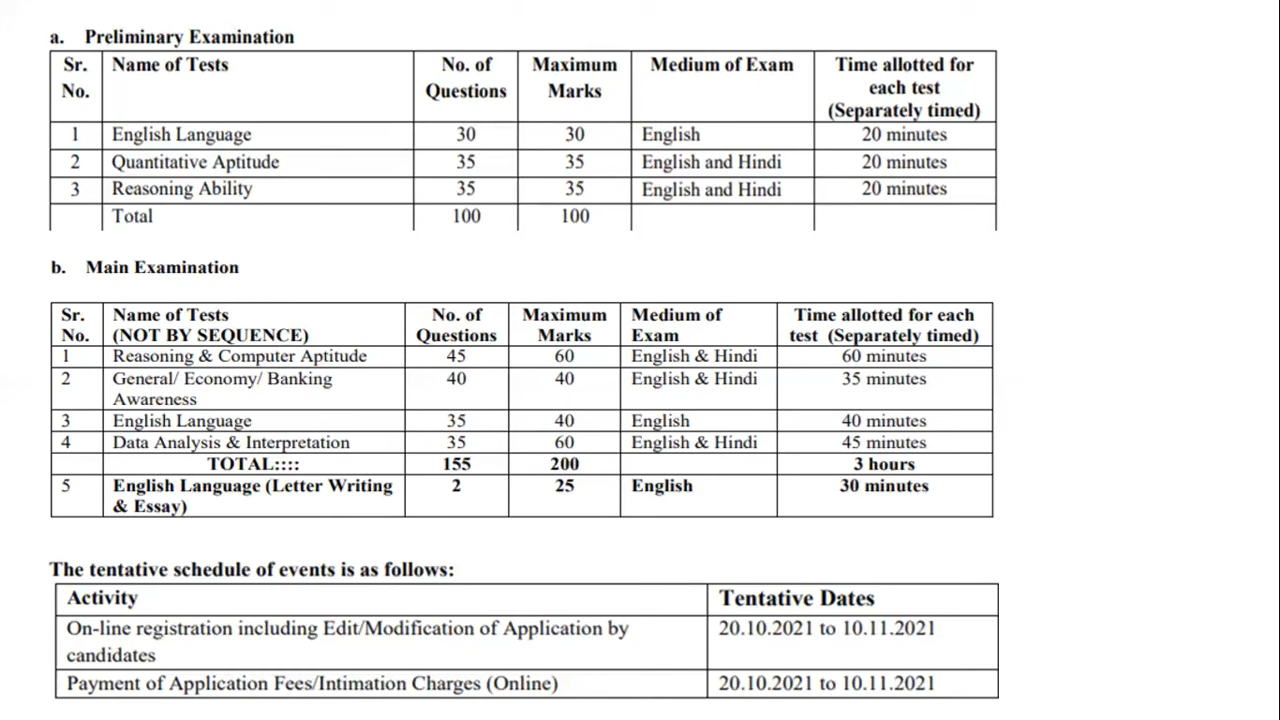 a. Preliminary Examination
Sr. No. Name of Tests No. of Questions Maximum Marks Medium of Exam Time allotted for each test (Separately timed)
1 English Language 30 30 English 20 minutes
2 Quantitative Aptitude 35 35 English and Hindi 20 minutes
3 Reasoning Ability 35 35 English and Hindi 20 minutes
Total 100 100
b. Main Examination
Sr. No. Name of Tests (NOT BY SEQUENCE) No. of Questions Maximum Marks Medium of Exam Time allotted for each test (Separately timed)
1 Reasoning & Computer Aptitude 45 60 English & Hindi 60 minutes
2 General/ Economy/ Banking Awareness 40 40 English & Hindi 35 minutes
3 English Language 35 40 English 40 minutes
4 Data Analysis & Interpretation 35 60 English & Hindi 45 minutes
TOTAL:::: 155 200 3 hours
5 English Language (Letter Writing & Essay) 2 25 English 30 minutes
The tentative schedule of events is as follows:
Activity Tentative Dates
On-line registration including Edit/Modification of Application by candidates 20.10.2021 to 10.11.2021
Payment of Application Fees/Intimation Charges (Online) 20.10.2021 to 10.11.2021